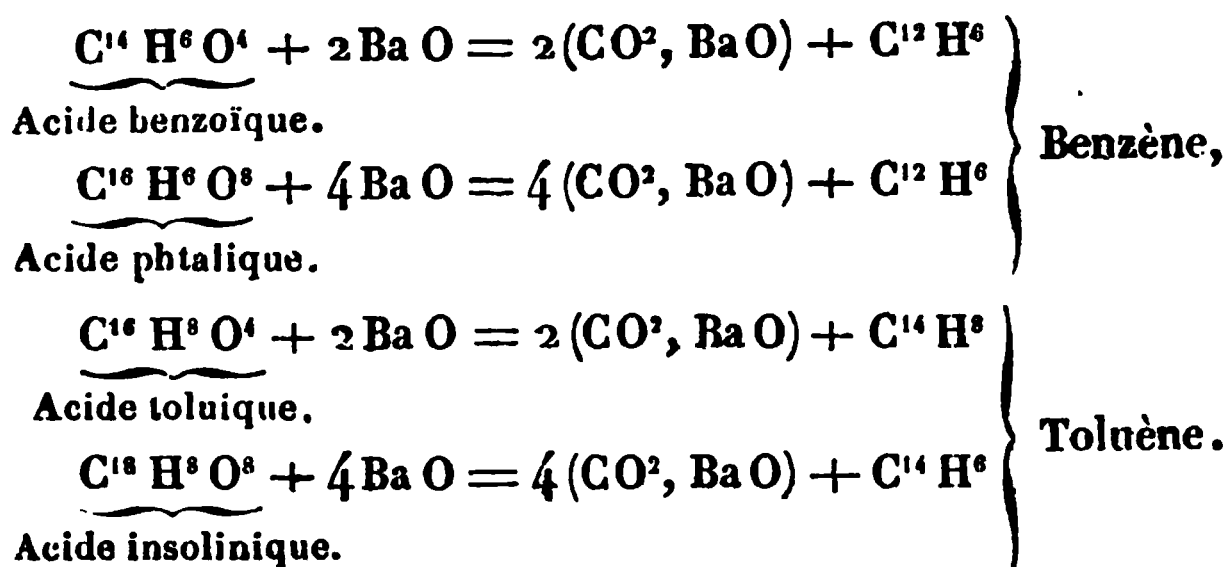 C¹⁴ H⁶ O⁴ + 2 Ba O = 2 (CO², Ba O) + C¹² H⁶
Acide benzoïque.
C¹⁶ H⁶ O⁸ + 4 Ba O = 4 (CO², Ba O) + C¹² H⁶
Acide phtalique.
Benzène,
C¹⁶ H⁸ O⁴ + 2 Ba O = 2 (CO², Ba O) + C¹⁴ H⁸
Acide toluique.
C¹⁸ H⁸ O⁸ + 4 Ba O = 4 (CO², Ba O) + C¹⁴ H⁶
Acide insolinique.
Toluène.